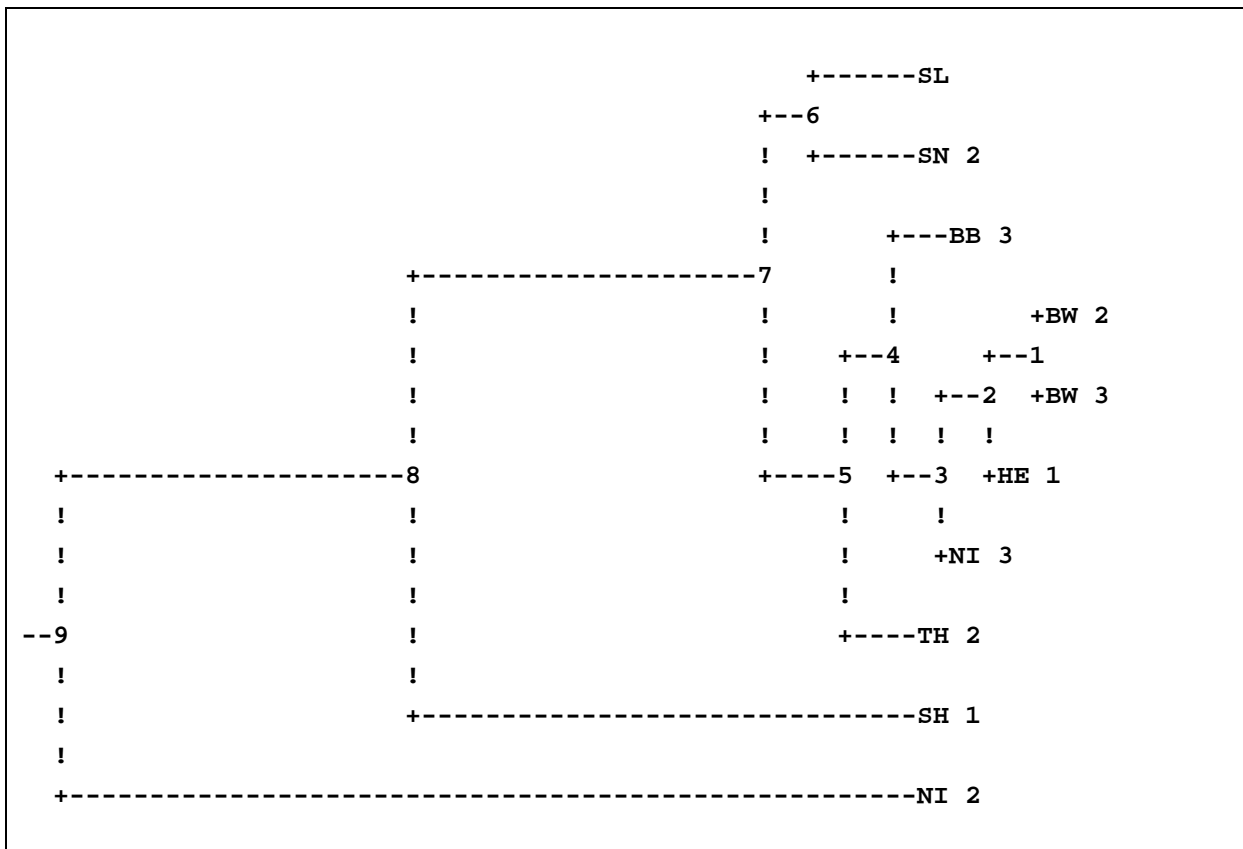 +------SL
+--6
! +------SN 2
!
! +---BB 3
+---------------------7 !
! ! ! +BW 2
! ! +--4 +--1
! ! ! ! +--2 +BW 3
! ! ! ! ! !
+---------------------8 +----5 +--3 +HE 1
! ! ! !
! ! ! +NI 3
! ! !
--9 ! +----TH 2
! !
! +-------------------------------SH 1
!
+-----------------------------------------------------NI 2